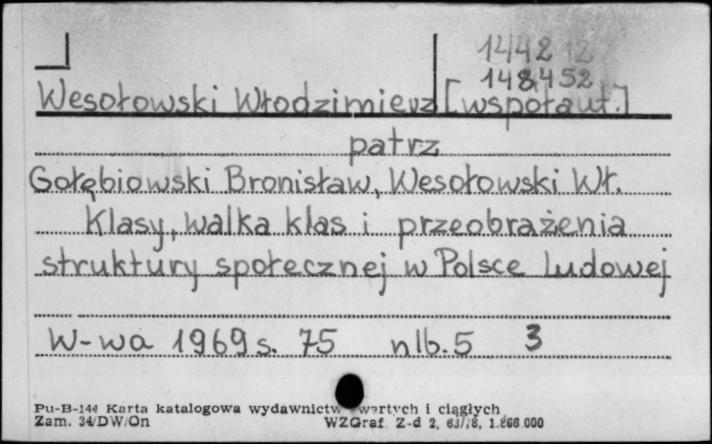 1442 12
148452
Wesołowski Włodzimierz [współaut.]
patrz
Gołębiowski Bronisław, Wesołowski Wł.
Klasy, walka klas i przeobrażenia
struktury społecznej w Polsce Ludowej
W-wa 1969 s. 75 nlb. 5 3
Pu-B-144 Karta katalogowa wydawnictw zwartych i ciągłych
Zam. 34/DW/On WZGraf. Z-d 2, 1.866.000